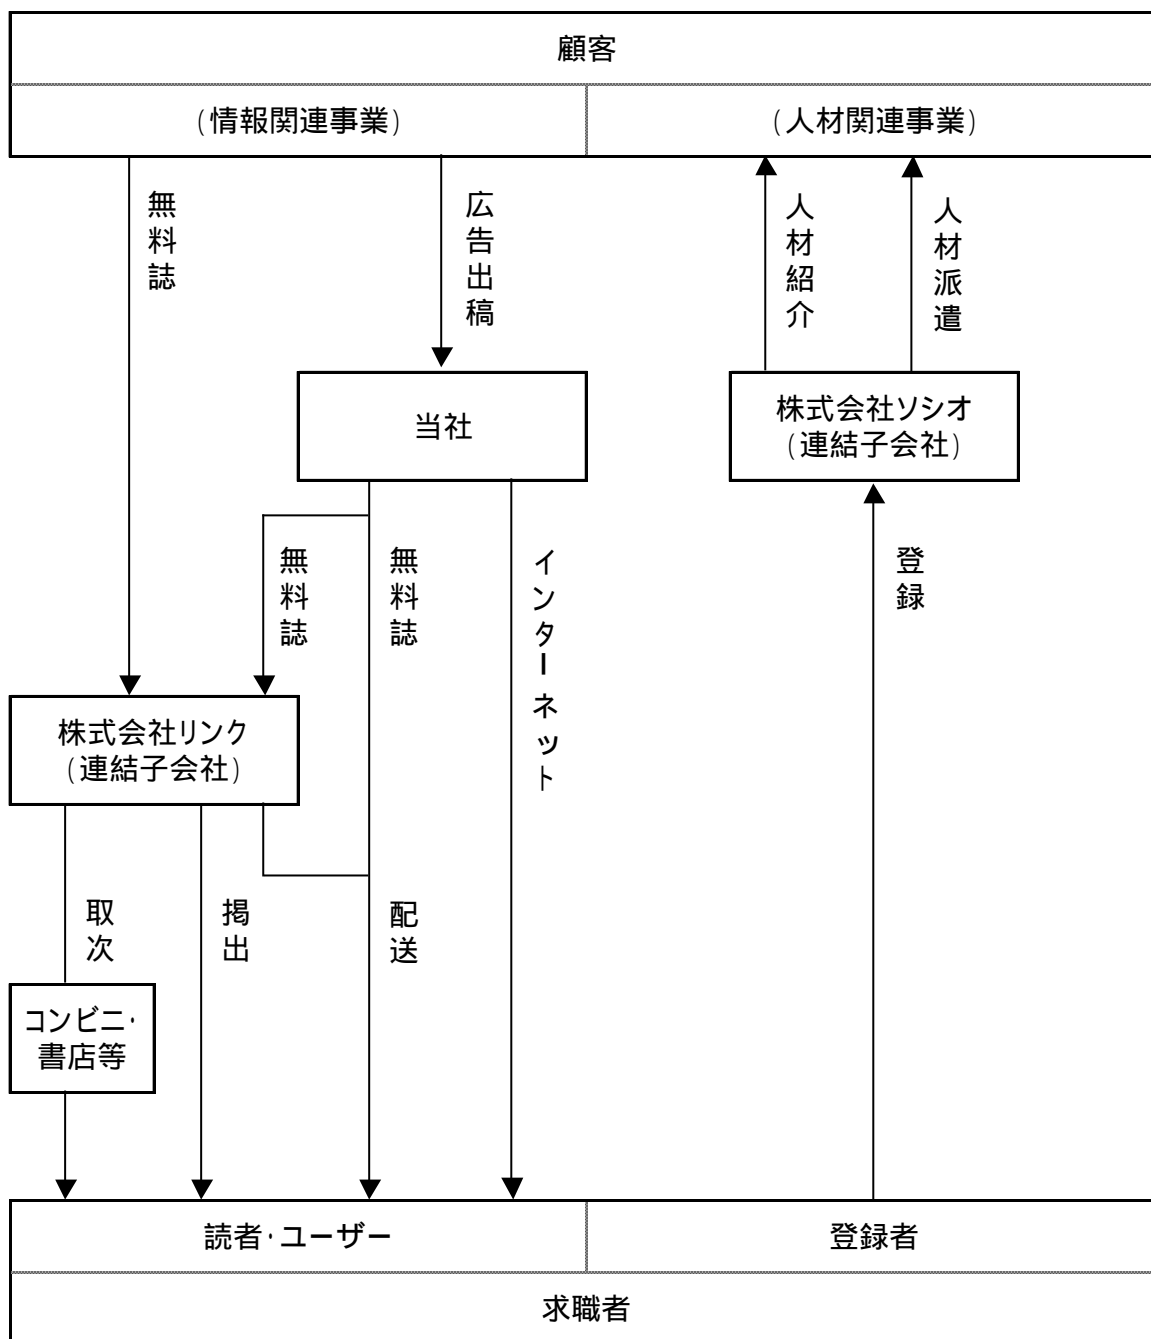 顧客
(情報関連事業)
(人材関連事業)
無料誌
広告出稿
人材紹介
人材派遣
当社
株式会社ソシオ
(連結子会社)
無料誌
無料誌
インターネット
登録
株式会社リンク
(連結子会社)
取次
掲出
配送
コンビニ・
書店等
読者・ユーザー
登録者
求職者